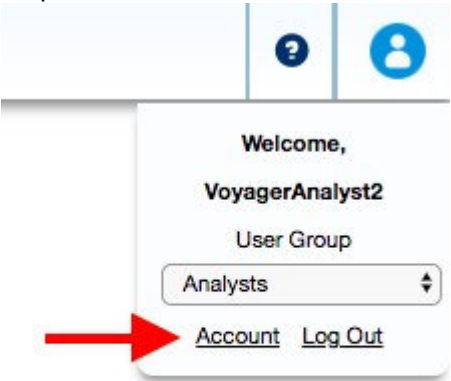 ?
Welcome,
VoyagerAnalyst2
User Group
Analysts
Account Log Out